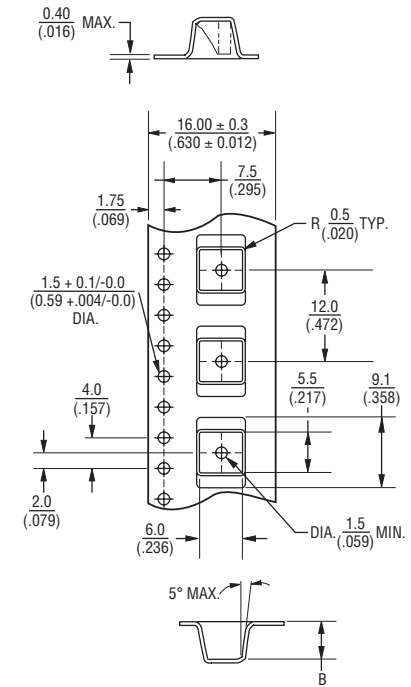 0.40
(.016)
MAX.
16.00 ± 0.3
(.630 ± 0.012)
7.5
(.295)
1.75
(.069)
R 0.5 TYP.
(.020)
1.5 + 0.1/-0.0
(0.59 +.004/-0.0)
DIA.
12.0
(.472)
4.0
(.157)
5.5
(.217)
9.1
(.358)
2.0
(.079)
6.0
(.236)
DIA. 1.5 MIN.
(.059)
5° MAX.
B